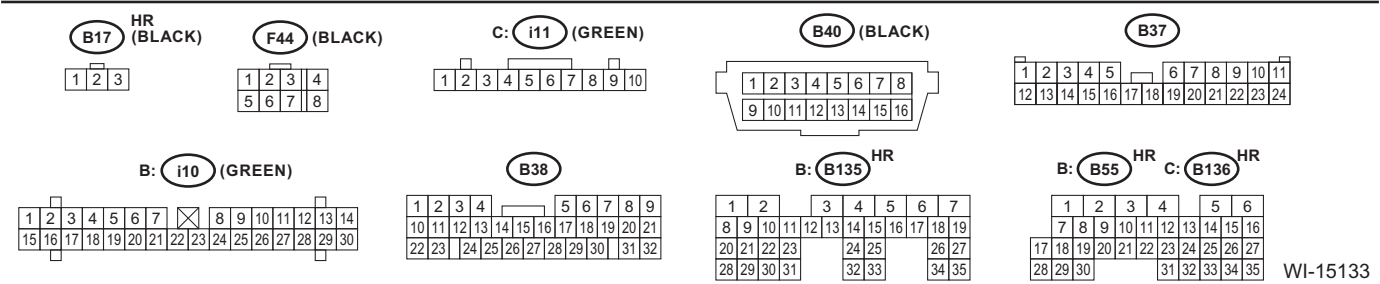 B17 HR (BLACK)
1 2 3
F44 (BLACK)
1 2 3 4
5 6 7 8
C: i11 (GREEN)
1 2 3 4 5 6 7 8 9 10
B40 (BLACK)
1 2 3 4 5 6 7 8
9 10 11 12 13 14 15 16
B37
1 2 3 4 5 6 7 8 9 10 11
12 13 14 15 16 17 18 19 20 21 22 23 24
B: i10 (GREEN)
1 2 3 4 5 6 7 8 9 10 11 12 13 14
15 16 17 18 19 20 21 22 23 24 25 26 27 28 29 30
B38
1 2 3 4 5 6 7 8 9
10 11 12 13 14 15 16 17 18 19 20 21
22 23 24 25 26 27 28 29 30 31 32
B: B135 HR
1 2 3 4 5 6 7
8 9 10 11 12 13 14 15 16 17 18 19
20 21 22 23 24 25 26 27
28 29 30 31 32 33 34 35
B: B55 HR C: B136 HR
1 2 3 4 5 6
7 8 9 10 11 12 13 14 15 16
17 18 19 20 21 22 23 24 25 26 27
28 29 30 31 32 33 34 35
WI-15133